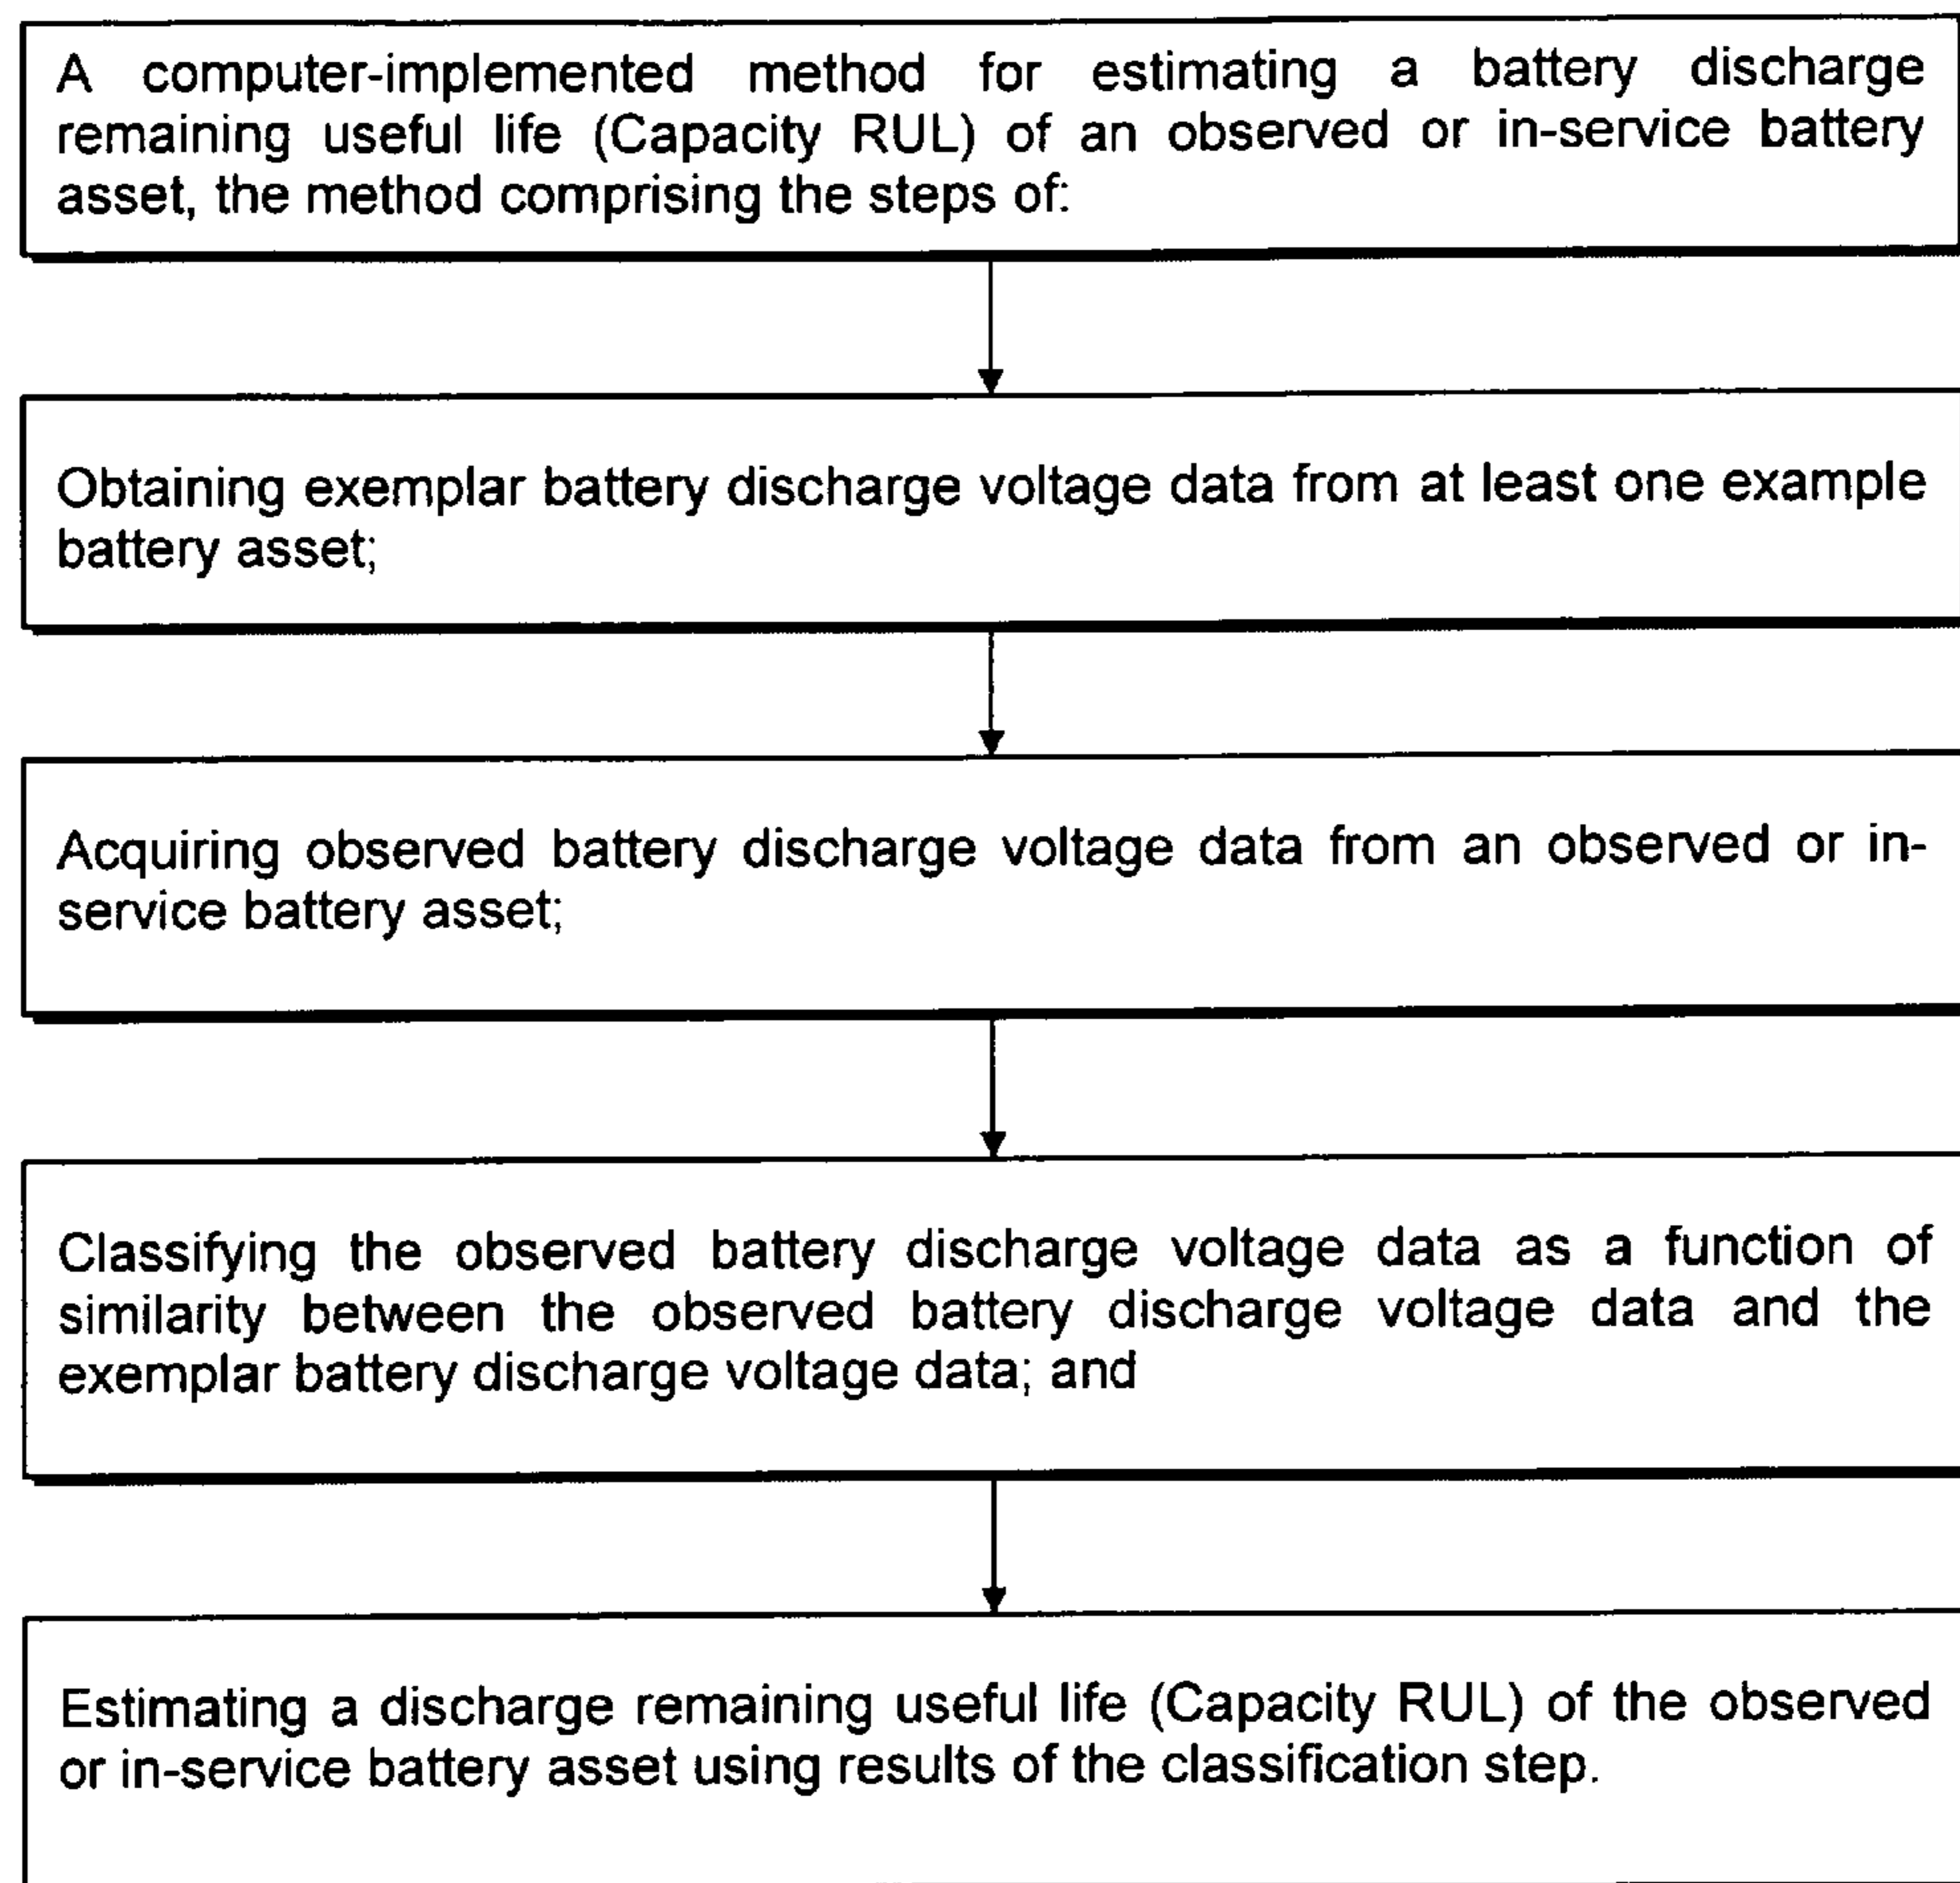 A computer-implemented method for estimating a battery discharge
remaining useful life (Capacity RUL) of an observed or in-service battery
asset, the method comprising the steps of:
Obtaining exemplar battery discharge voltage data from at least one example
battery asset;
Acquiring observed battery discharge voltage data from an observed or in-
service battery asset;
Classifying the observed battery discharge voltage data as a function of
similarity between the observed battery discharge voltage data and the
exemplar battery discharge voltage data; and
Estimating a discharge remaining useful life (Capacity RUL) of the observed
or in-service battery asset using results of the classification step.